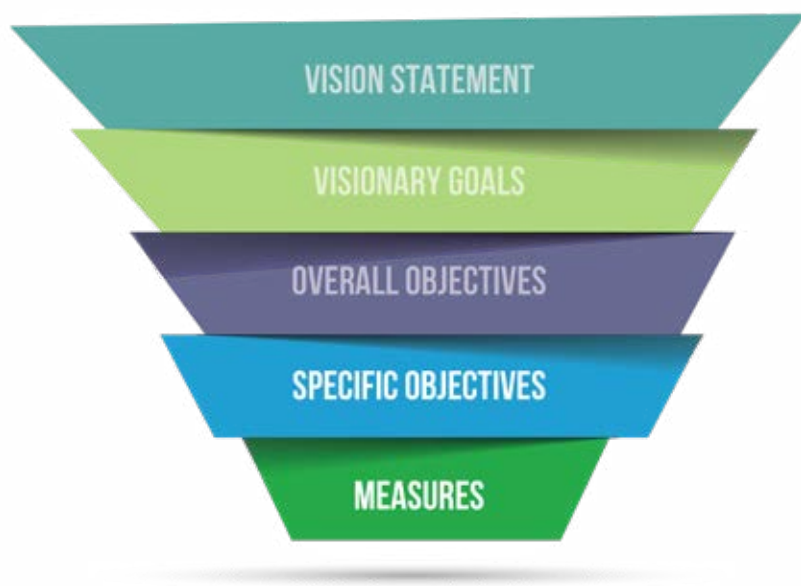 VISION STATEMENT
VISIONARY GOALS
OVERALL OBJECTIVES
SPECIFIC OBJECTIVES
MEASURES